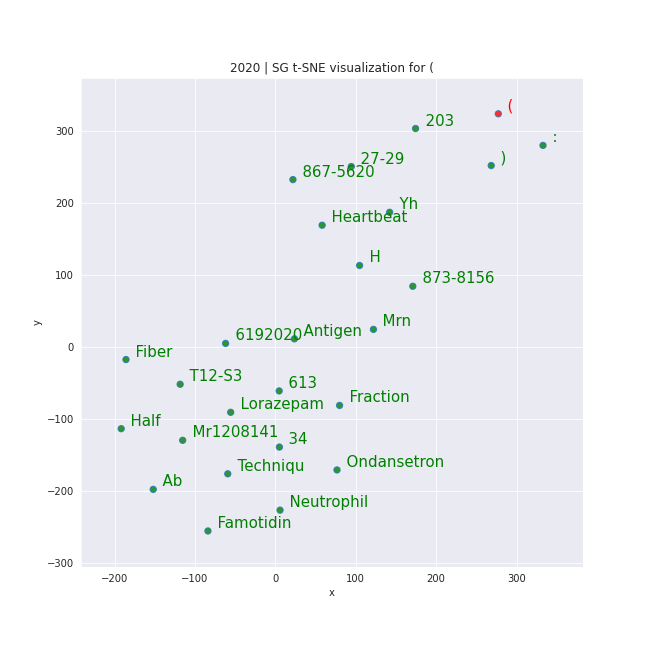 2020 | SG t-SNE visualization for (
(
203
:
27-29
)
867-5620
Yh
Heartbeat
H
873-8156
Mrn
6192020
Antigen
Fiber
T12-S3
613
Lorazepam
Fraction
Half
Mr1208141
34
Techniqu
Ondansetron
Ab
Neutrophil
Famotidin
300
200
100
0
−100
−200
−300
y
−200 −100 0 100 200 300
x